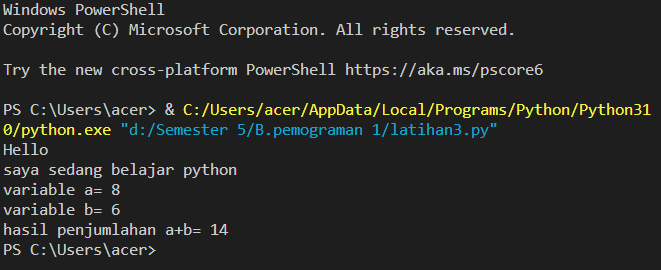 Windows PowerShell
Copyright (C) Microsoft Corporation. All rights reserved.
Try the new cross-platform PowerShell https://aka.ms/pscore6
PS C:\Users\acer> & C:/Users/acer/AppData/Local/Programs/Python/Python31
0/python.exe "d:/Semester 5/B.pemograman 1/latihan3.py"
Hello
saya sedang belajar python
variable a= 8
variable b= 6
hasil penjumlahan a+b= 14
PS C:\Users\acer>